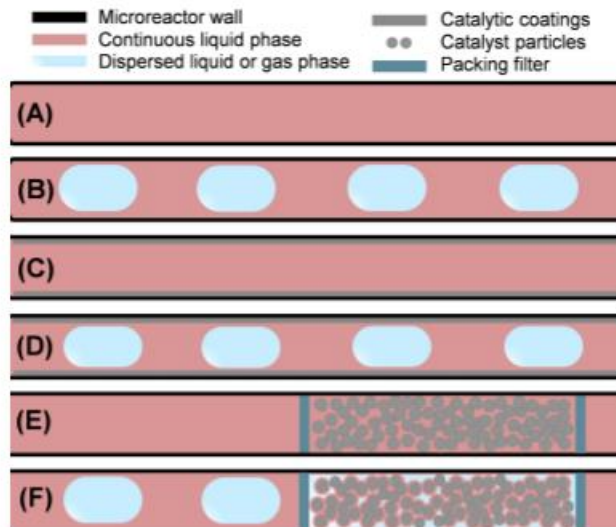 Microreactor wall
Continuous liquid phase
Dispersed liquid or gas phase
Catalytic coatings
Catalyst particles
Packing filter
(A)
(B)
(C)
(D)
(E)
(F)